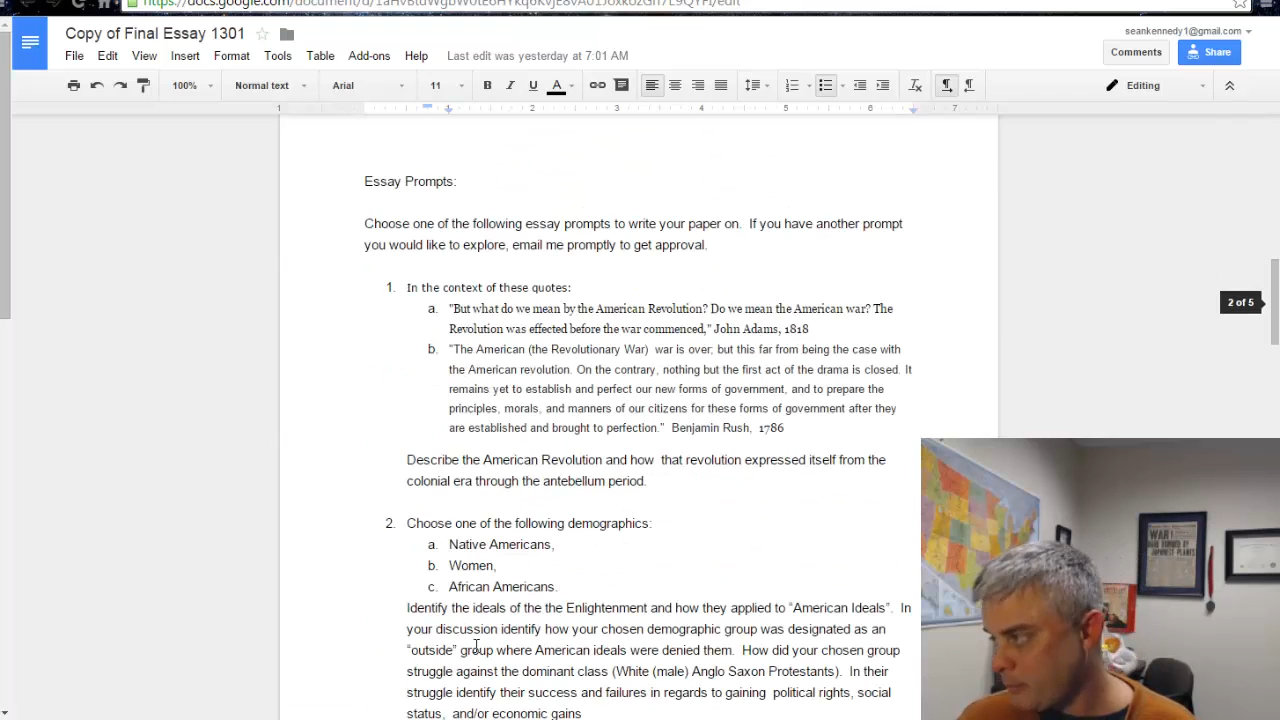 Copy of Final Essay 1301
seankennedy1@gmail.com
File Edit View Insert Format Tools Table Add-ons Help Last edit was yesterday at 7:01 AM
Comments Share
100% Normal text Arial 11 B I U A Editing
1 1 2 3 4 5 6 7
Essay Prompts:
Choose one of the following essay prompts to write your paper on. If you have another prompt
you would like to explore, email me promptly to get approval.
1. In the context of these quotes:
a. "But what do we mean by the American Revolution? Do we mean the American war? The
Revolution was effected before the war commenced," John Adams, 1818
2 of 5
b. "The American (the Revolutionary War) war is over; but this far from being the case with
the American revolution. On the contrary, nothing but the first act of the drama is closed. It
remains yet to establish and perfect our new forms of government, and to prepare the
principles, morals, and manners of our citizens for these forms of government after they
are established and brought to perfection." Benjamin Rush, 1786
Describe the American Revolution and how that revolution expressed itself from the
colonial era through the antebellum period.
2. Choose one of the following demographics:
a. Native Americans,
b. Women,
c. African Americans.
Identify the ideals of the the Enlightenment and how they applied to “American Ideals”. In
your discussion identify how your chosen demographic group was designated as an
“outside” group where American ideals were denied them. How did your chosen group
struggle against the dominant class (White (male) Anglo Saxon Protestants). In their
struggle identify their success and failures in regards to gaining political rights, social
status, and/or economic gains
WAR!